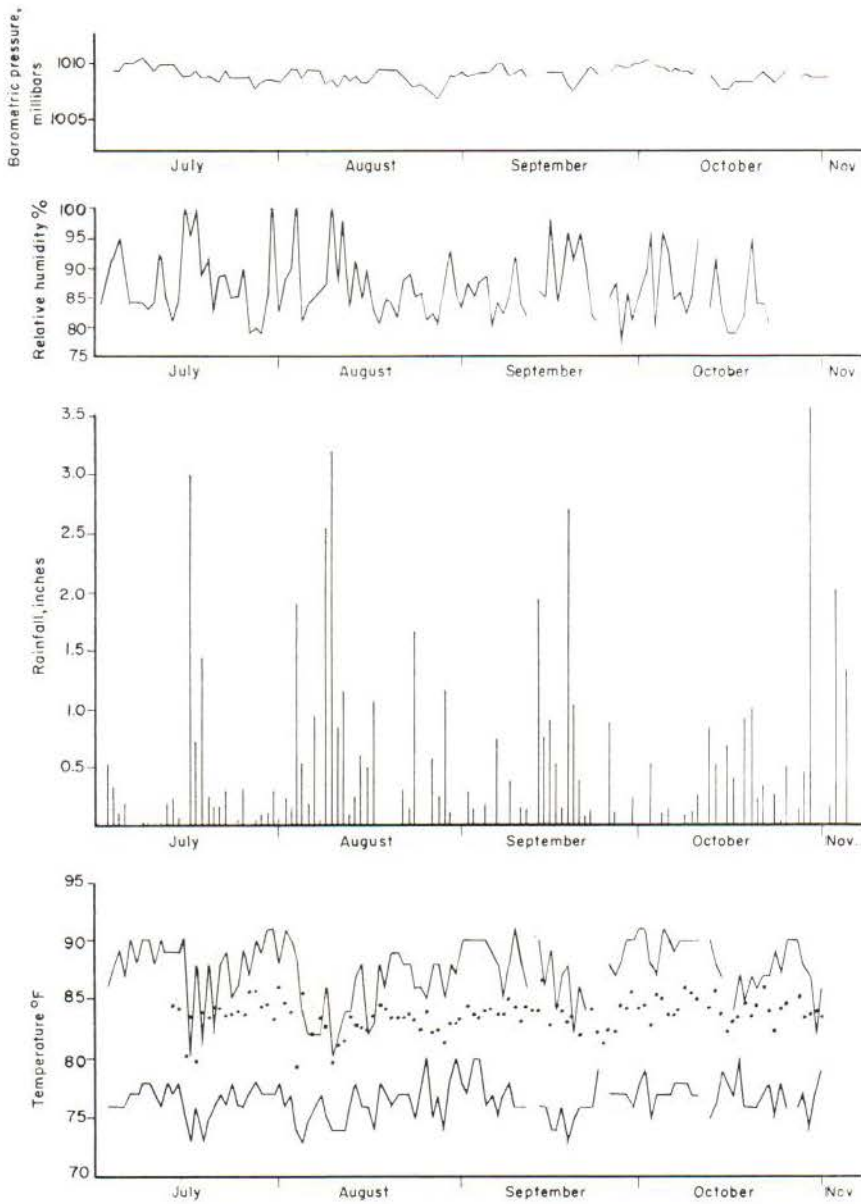 Barometric pressure,
millibars
1010
1005
July August September October Nov
Relative humidity %
100
95
90
85
80
75
July August September October Nov
Rainfall, inches
3.5
3.0
2.5
2.0
1.5
1.0
0.5
July August September October Nov.
Temperature °F
95
90
85
80
75
70
July August September October Nov.